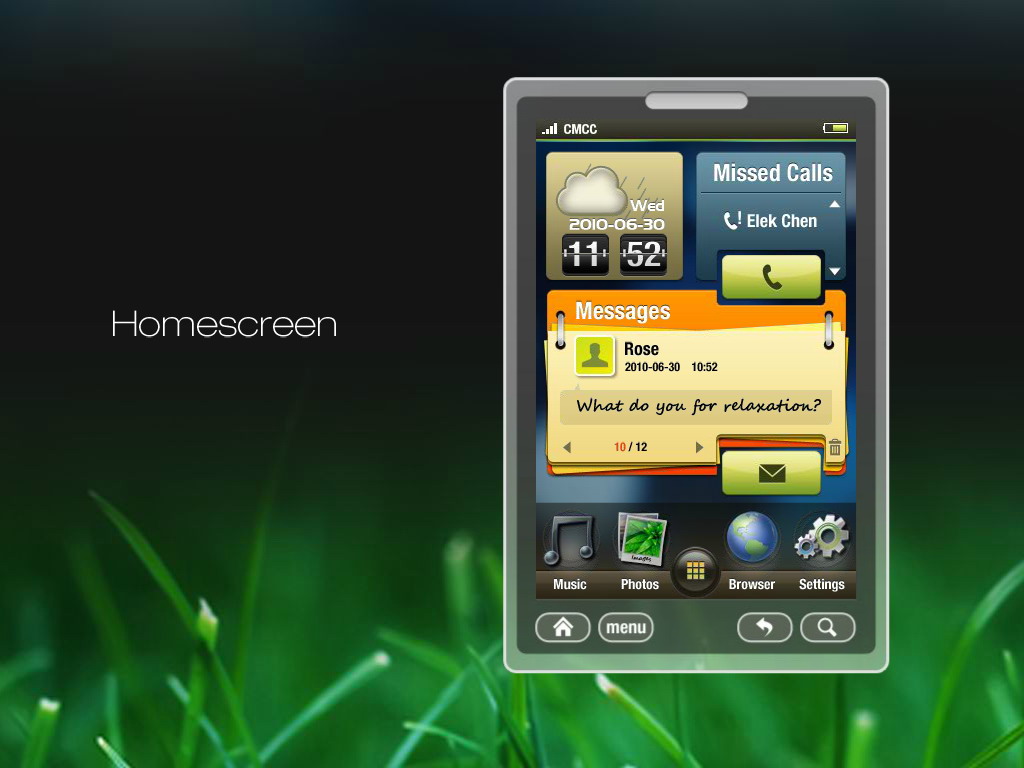 Homescreen
CMCC
Wed
2010-06-30
11 52
Missed Calls
Elek Chen
Messages
Rose
2010-06-30 10:52
What do you for relaxation?
10 / 12
Music
Photos
Browser
Settings
menu